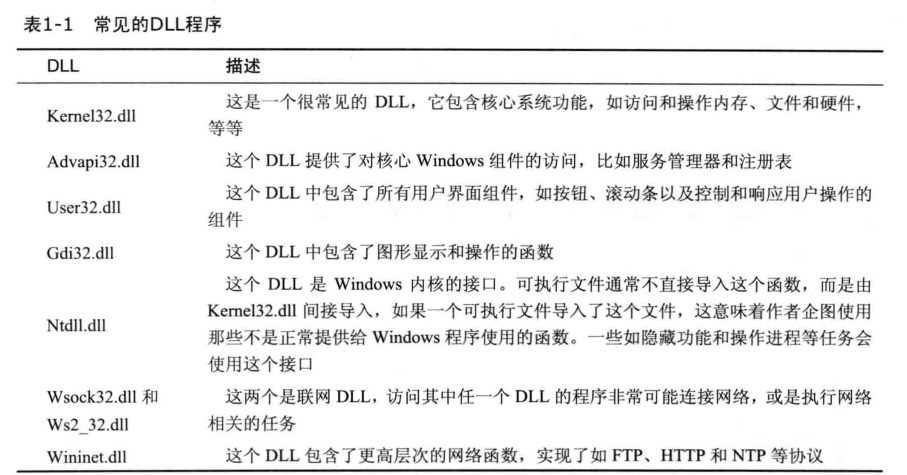 表1-1 常见的DLL程序
DLL 描述
Kernel32.dll 这是一个很常见的 DLL，它包含核心系统功能，如访问和操作内存、文件和硬件，
等等
Advapi32.dll 这个 DLL 提供了对核心 Windows 组件的访问，比如服务管理器和注册表
User32.dll 这个 DLL 中包含了所有用户界面组件，如按钮、滚动条以及控制和响应用户操作的
组件
Gdi32.dll 这个 DLL 中包含了图形显示和操作的函数
Ntdll.dll 这个 DLL 是 Windows 内核的接口。可执行文件通常不直接导入这个函数，而是由
Kernel32.dll 间接导入，如果一个可执行文件导入了这个文件，这意味着作者企图使用
那些不是正常提供给 Windows 程序使用的函数。一些如隐藏功能和操作进程等任务会
使用这个接口
Wsock32.dll 和 这两个是联网 DLL，访问其中任一个 DLL 的程序非常可能连接网络，或是执行网络
Ws2_32.dll 相关的任务
Wininet.dll 这个 DLL 包含了更高层次的网络函数，实现了如 FTP、HTTP 和 NTP 等协议